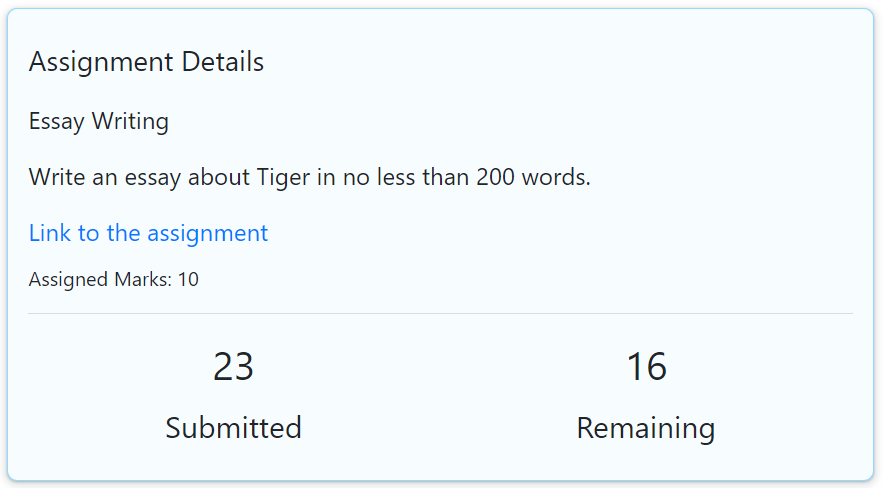 Assignment Details
Essay Writing
Write an essay about Tiger in no less than 200 words.
Link to the assignment
Assigned Marks: 10
23 16
Submitted Remaining